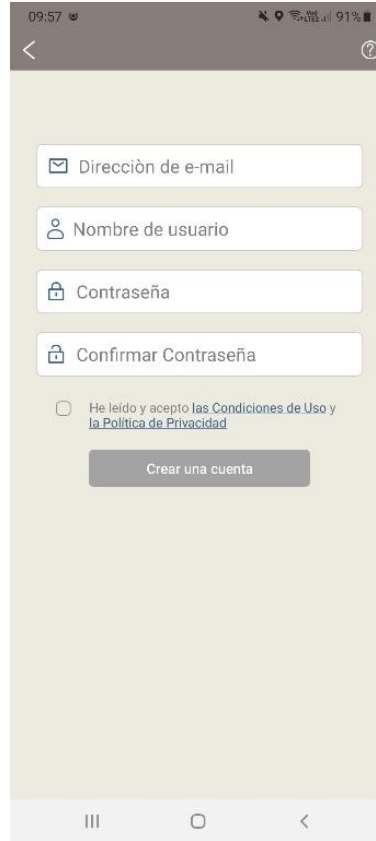 09:57
91%
Direcciòn de e-mail
Nombre de usuario
Contraseña
Confirmar Contraseña
He leído y acepto las Condiciones de Uso y
la Política de Privacidad
Crear una cuenta